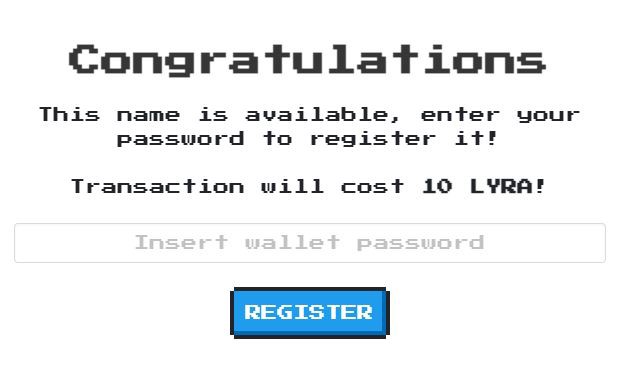 Congratulations
This name is available, enter your
password to register it!
Transaction will cost 10 LYRA!
Insert wallet password
REGISTER